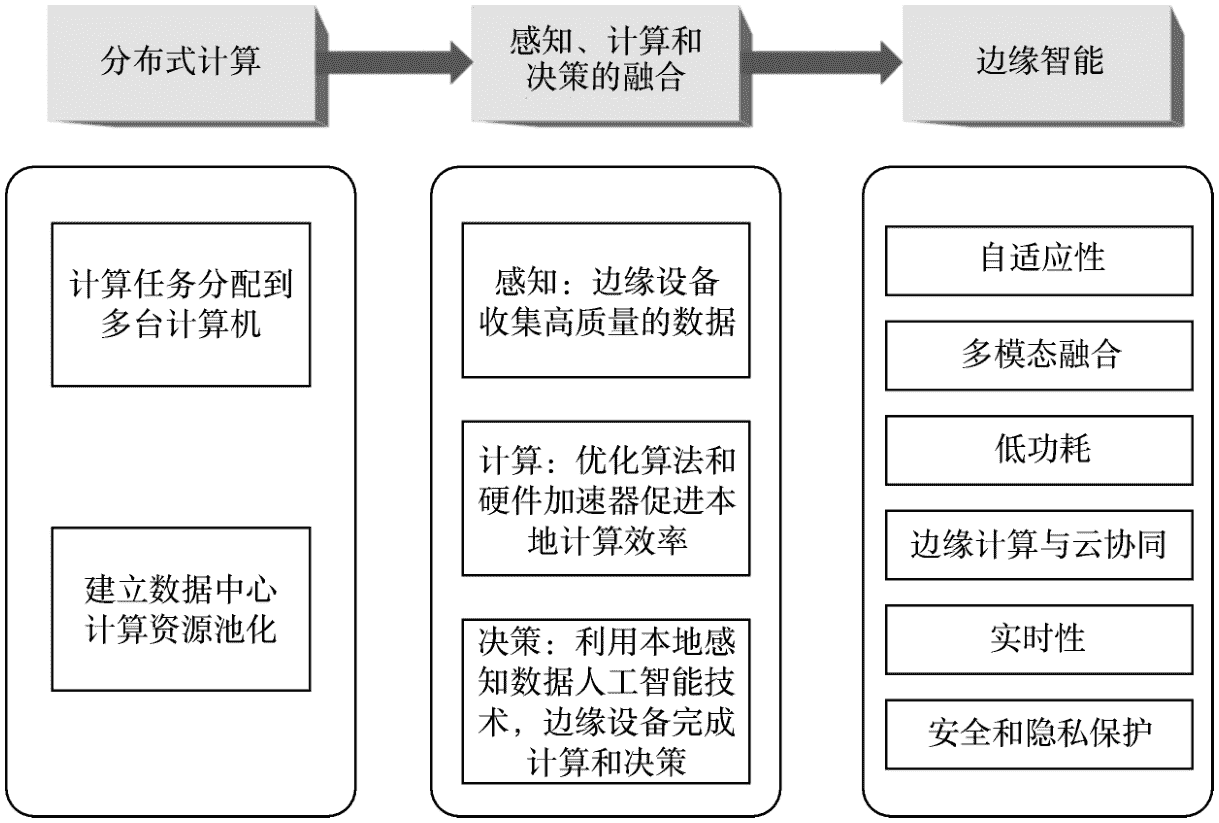 分布式计算
感知、计算和
决策的融合
边缘智能
计算任务分配到
多台计算机
建立数据中心
计算资源池化
感知：边缘设备
收集高质量的数据
计算：优化算法和
硬件加速器促进本
地计算效率
决策：利用本地感
知数据人工智能技
术，边缘设备完成
计算和决策
自适应性
多模态融合
低功耗
边缘计算与云协同
实时性
安全和隐私保护